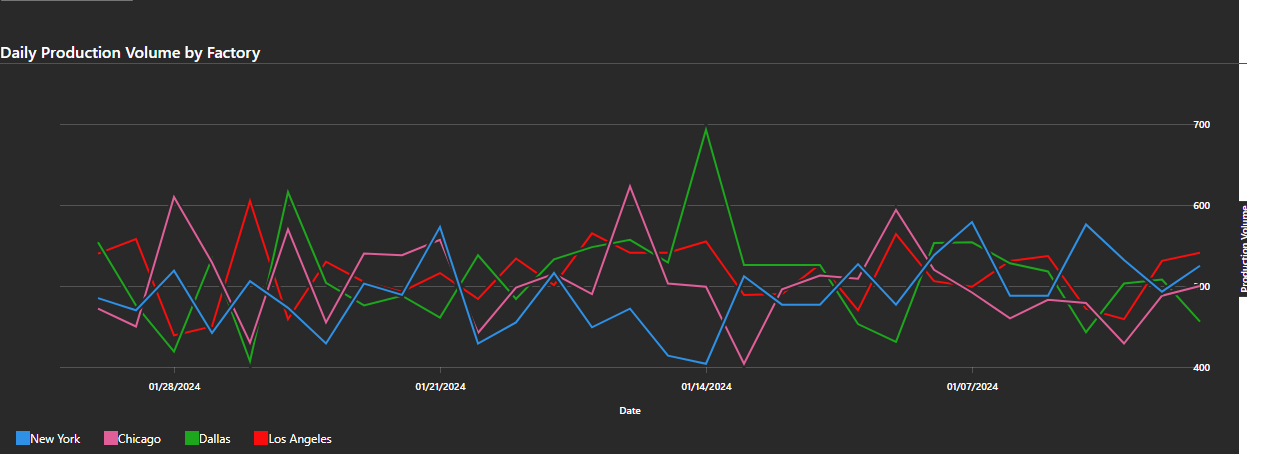 Daily Production Volume by Factory
700
600
500
400
Production Volume
01/28/2024
01/21/2024
01/14/2024
01/07/2024
Date
New York
Chicago
Dallas
Los Angeles